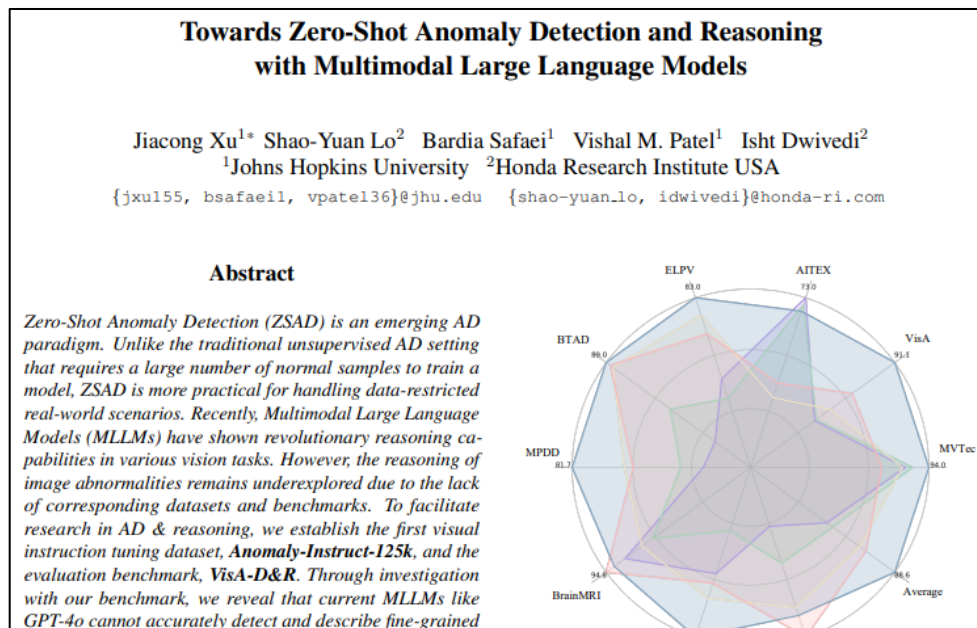 Towards Zero-Shot Anomaly Detection and Reasoning
with Multimodal Large Language Models
Jiacong Xu1* Shao-Yuan Lo2 Bardia Safaei1 Vishal M. Patel1 Isht Dwivedi2
1Johns Hopkins University 2Honda Research Institute USA
{jxu155, bsafaei1, vpatel36}@jhu.edu {shao-yuan_lo, idwivedi}@honda-ri.com
Abstract
Zero-Shot Anomaly Detection (ZSAD) is an emerging AD
paradigm. Unlike the traditional unsupervised AD setting
that requires a large number of normal samples to train a
model, ZSAD is more practical for handling data-restricted
real-world scenarios. Recently, Multimodal Large Language
Models (MLLMs) have shown revolutionary reasoning ca-
pabilities in various vision tasks. However, the reasoning of
image abnormalities remains underexplored due to the lack
of corresponding datasets and benchmarks. To facilitate
research in AD & reasoning, we establish the first visual
instruction tuning dataset, Anomaly-Instruct-125k, and the
evaluation benchmark, VisA-D&R. Through investigation
with our benchmark, we reveal that current MLLMs like
GPT-4o cannot accurately detect and describe fine-grained
ELPV
83.0
AITEX
73.0
BTAD
VisA
91.1
MPDD
81.7
MVTec
94.0
BrainMRI
94.8
Average
88.6